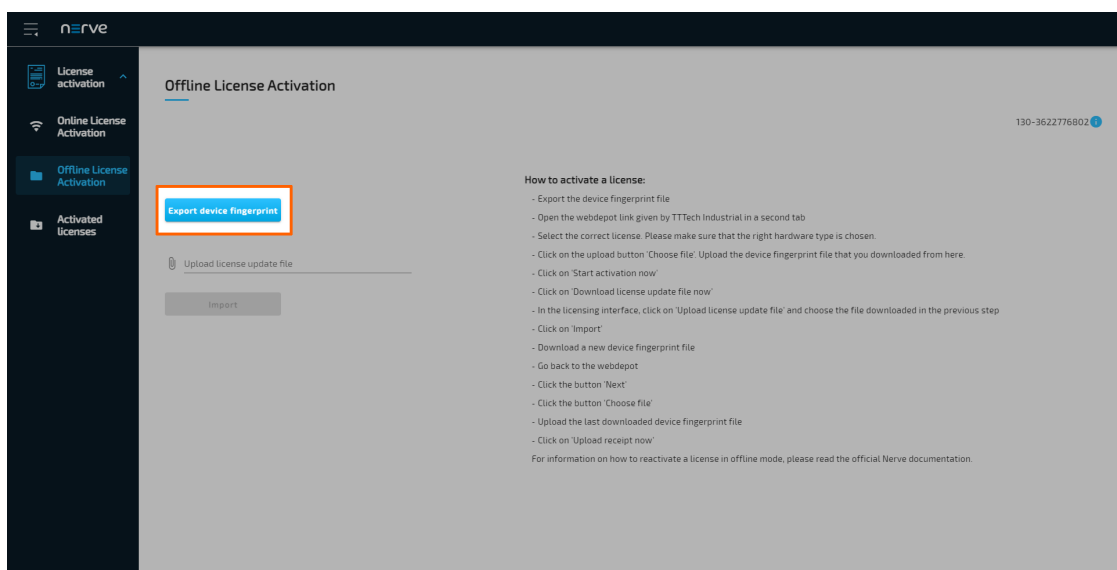 nerve
License
activation
Online License
Activation
Offline License
Activation
Activated
licenses
Offline License Activation
130-3622776802
Export device fingerprint
Upload license update file
Import
How to activate a license:
- Export the device fingerprint file
- Open the webdepot link given by TTTech Industrial in a second tab
- Select the correct license. Please make sure that the right hardware type is chosen.
- Click on the upload button 'Choose file'. Upload the device fingerprint file that you downloaded from here.
- Click on 'Start activation now'
- Click on 'Download license update file now'
- In the licensing interface, click on 'Upload license update file' and choose the file downloaded in the previous step
- Click on 'Import'
- Download a new device fingerprint file
- Go back to the webdepot
- Click the button 'Next'
- Click the button 'Choose file'
- Upload the last downloaded device fingerprint file
- Click on 'Upload receipt now'
For information on how to reactivate a license in offline mode, please read the official Nerve documentation.